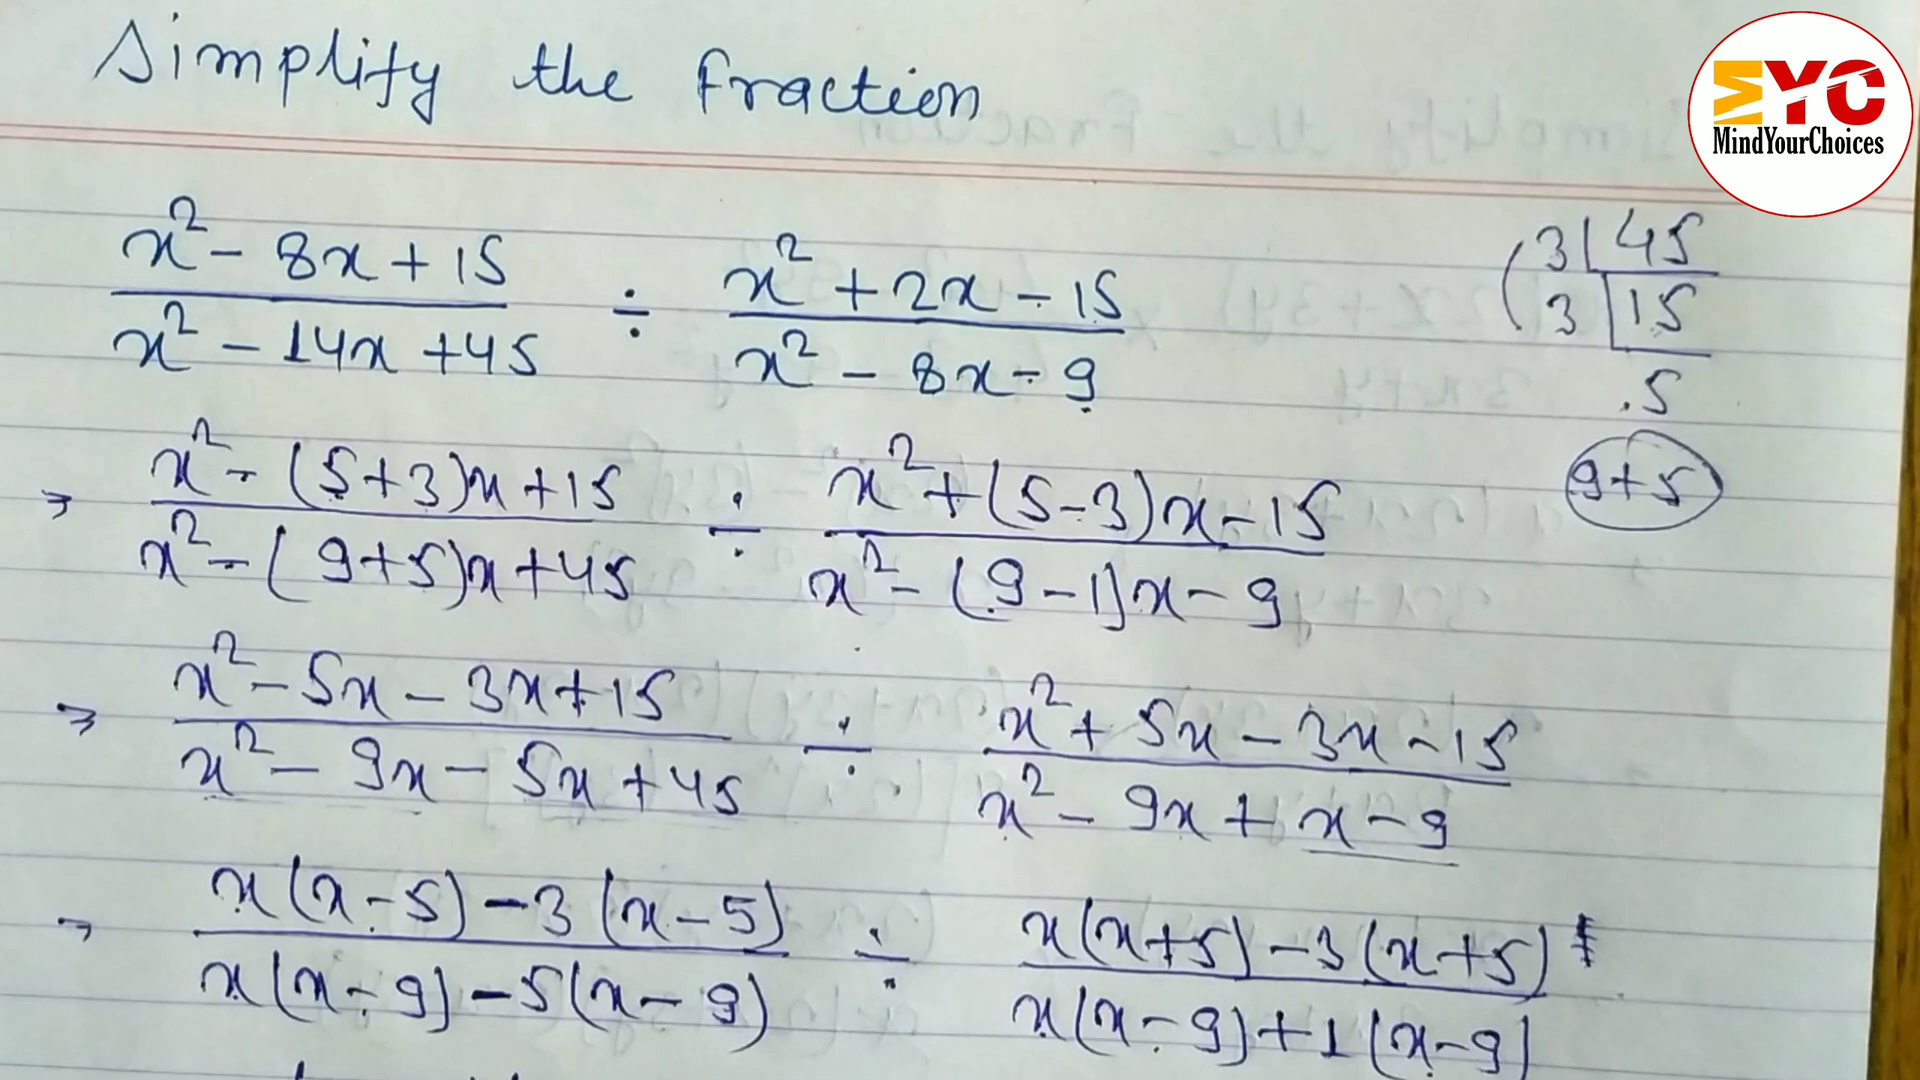 Simplify the Fraction
MYC
MindYourChoices
x² - 8x + 15 / x² - 14x + 45 ÷ x² + 2x - 15 / x² - 8x - 9
3 | 45
3 | 15
5
9+5
⇒ x² - (5+3)x + 15 / x² - (9+5)x + 45 ÷ x² + (5-3)x - 15 / x² - (9-1)x - 9
⇒ x² - 5x - 3x + 15 / x² - 9x - 5x + 45 ÷ x² + 5x - 3x - 15 / x² - 9x + x - 9
⇒ x(x-5) - 3(x-5) / x(x-9) - 5(x-9) ÷ x(x+5) - 3(x+5) / x(x-9) + 1(x-9)